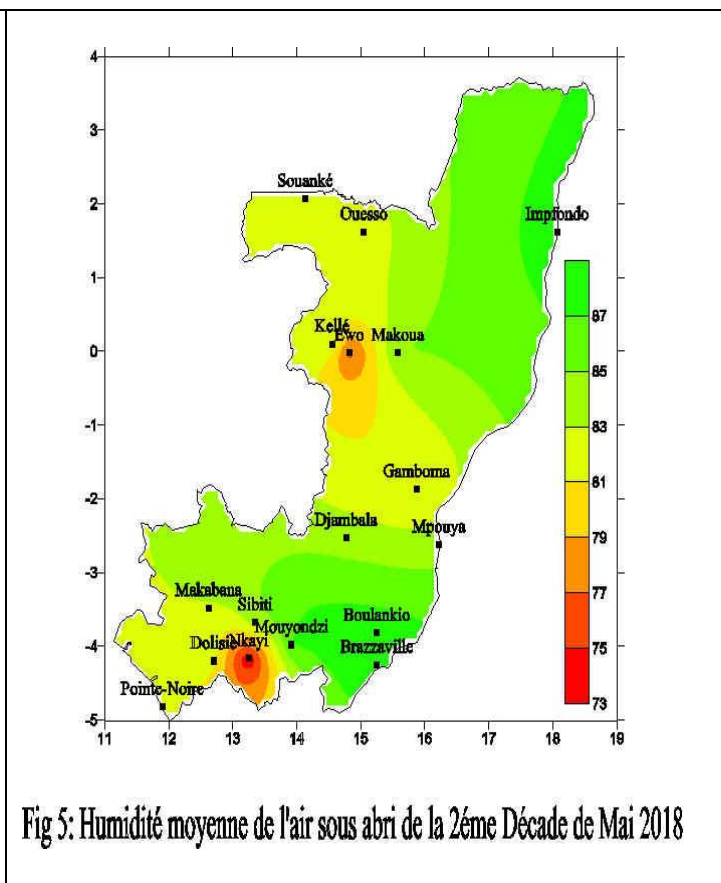 4
3
2
1
0
-1
-2
-3
-4
-5
11 12 13 14 15 16 17 18 19
Souanké
Ouesso
Impfondo
Kellé
Ewo
Makoua
Gamboma
Djambala
Mpouya
Makabana
Sibiti
Mouyondzi
Boulankio
Dolisie
Nkayi
Brazzaville
Pointe-Noire
87
85
83
81
79
77
75
73
Fig 5: Humidité moyenne de l'air sous abri de la 2éme Décade de Mai 2018